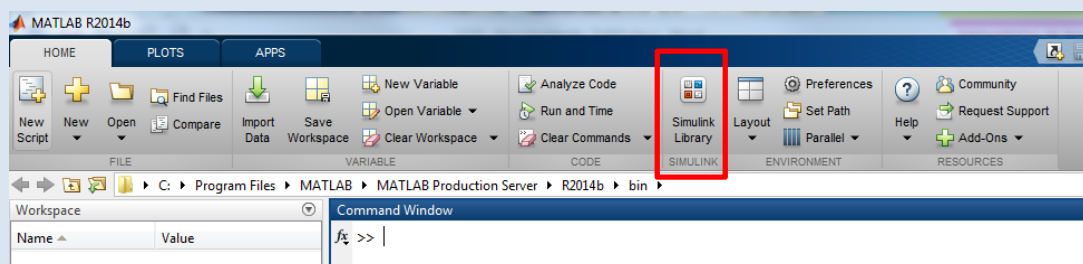 MATLAB R2014b
HOME PLOTS APPS
New Script
New
Open
Find Files
Compare
FILE
Import Data
Save Workspace
New Variable
Open Variable
Clear Workspace
VARIABLE
Analyze Code
Run and Time
Clear Commands
CODE
Simulink Library
SIMULINK
Layout
Preferences
Set Path
Parallel
ENVIRONMENT
Help
Community
Request Support
Add-Ons
RESOURCES
C: Program Files MATLAB MATLAB Production Server R2014b bin
Workspace
Name Value
Command Window
fx >>